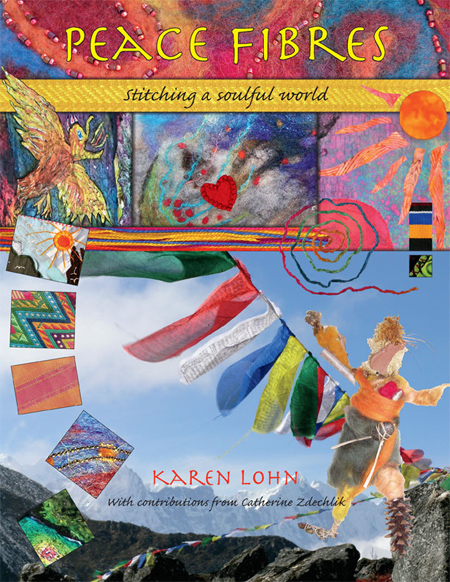 PEACE FIBRES
Stitching a soulful world
KAREN LOHN
With contributions from Catherine Zdechlik